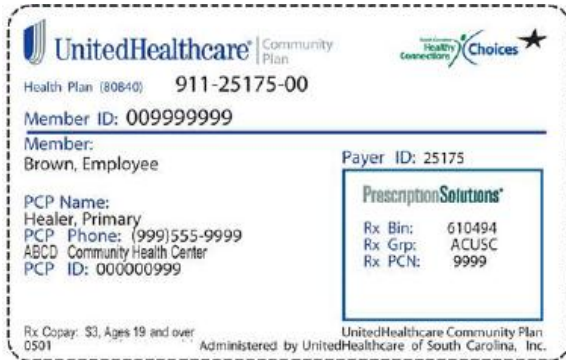 UnitedHealthcare® Community Plan
South Carolina Healthy Connections Choices
Health Plan (80840) 911-25175-00
Member ID: 009999999
Member:
Brown, Employee
Payer ID: 25175
PCP Name:
Healer, Primary
PCP Phone: (999)555-9999
ABCD Community Health Center
PCP ID: 000000999
PrescriptionSolutions®
Rx Bin: 610494
Rx Grp: ACUSC
Rx PCN: 9999
Rx Copay: $3, Ages 19 and over
0501
UnitedHealthcare Community Plan
Administered by UnitedHealthcare of South Carolina, Inc.